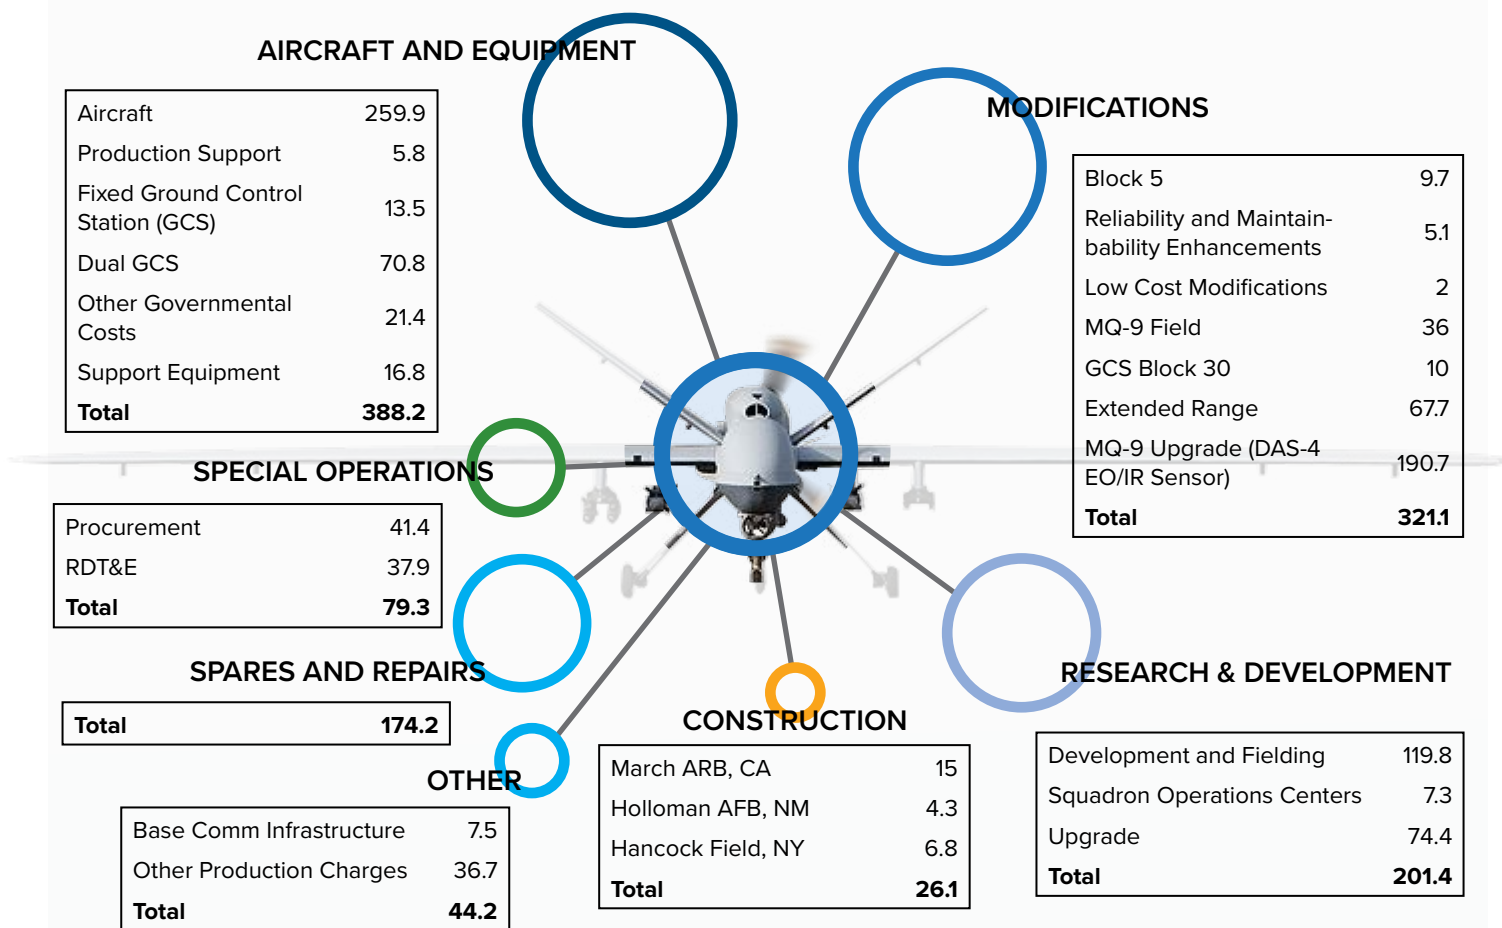 AIRCRAFT AND EQUIPMENT
Aircraft 259.9
Production Support 5.8
Fixed Ground Control
Station (GCS) 13.5
Dual GCS 70.8
Other Governmental
Costs 21.4
Support Equipment 16.8
Total 388.2
MODIFICATIONS
Block 5 9.7
Reliability and Maintain-
bability Enhancements 5.1
Low Cost Modifications 2
MQ-9 Field 36
GCS Block 30 10
Extended Range 67.7
MQ-9 Upgrade (DAS-4
EO/IR Sensor) 190.7
Total 321.1
SPECIAL OPERATIONS
Procurement 41.4
RDT&E 37.9
Total 79.3
SPARES AND REPAIRS
Total 174.2
OTHER
Base Comm Infrastructure 7.5
Other Production Charges 36.7
Total 44.2
CONSTRUCTION
March ARB, CA 15
Holloman AFB, NM 4.3
Hancock Field, NY 6.8
Total 26.1
RESEARCH & DEVELOPMENT
Development and Fielding 119.8
Squadron Operations Centers 7.3
Upgrade 74.4
Total 201.4